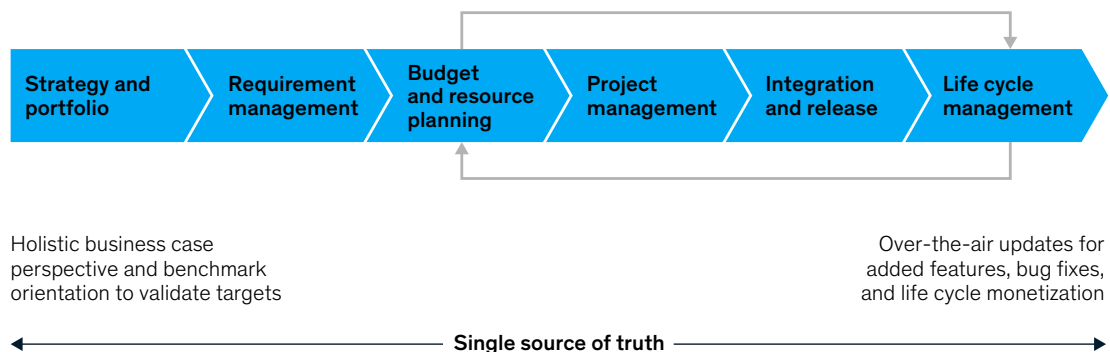 Strategy and
portfolio
Requirement
management
Budget
and resource
planning
Project
management
Integration
and release
Life cycle
management
Holistic business case
perspective and benchmark
orientation to validate targets
Over-the-air updates for
added features, bug fixes,
and life cycle monetization
Single source of truth